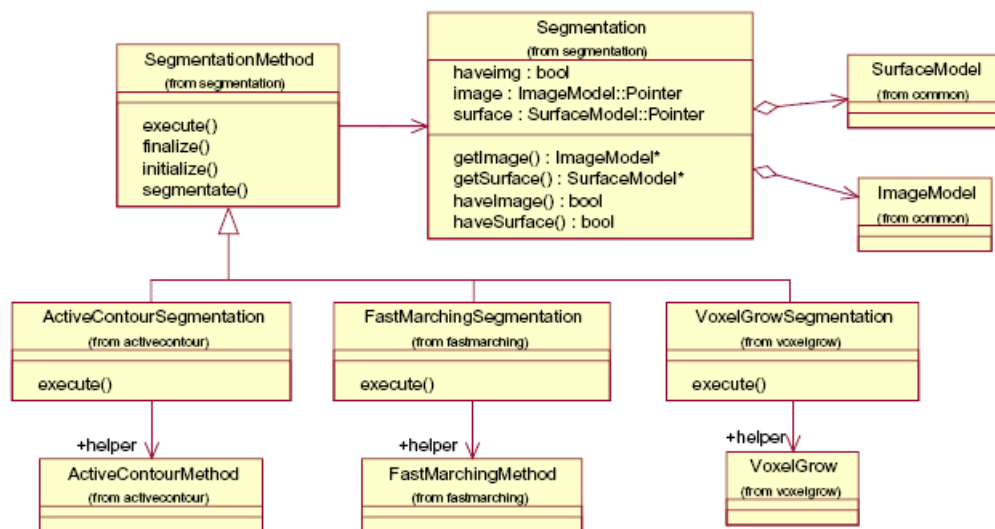 SegmentationMethod
(from segmentation)
execute()
finalize()
initialize()
segmentate()
Segmentation
(from segmentation)
haveimg : bool
image : ImageModel::Pointer
surface : SurfaceModel::Pointer
getImage() : ImageModel*
getSurface() : SurfaceModel*
haveImage() : bool
haveSurface() : bool
SurfaceModel
(from common)
ImageModel
(from common)
ActiveContourSegmentation
(from activecontour)
execute()
FastMarchingSegmentation
(from fastmarching)
execute()
VoxelGrowSegmentation
(from voxelgrow)
execute()
+helper
+helper
+helper
ActiveContourMethod
(from activecontour)
FastMarchingMethod
(from fastmarching)
VoxelGrow
(from voxelgrow)